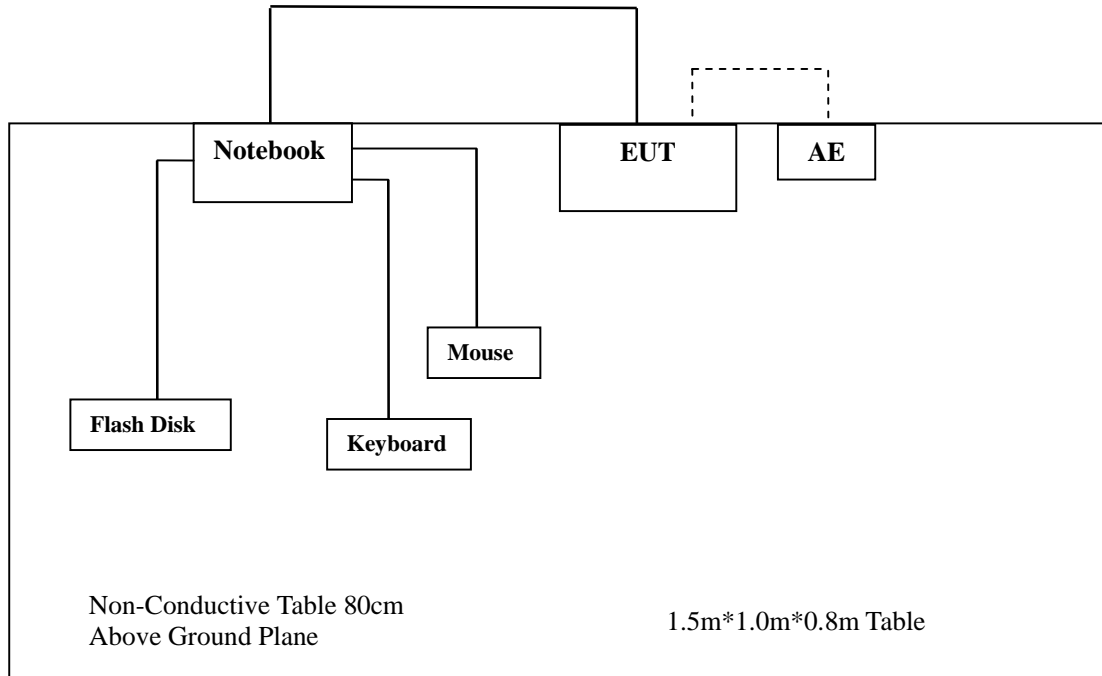 Notebook
EUT
AE
Mouse
Flash Disk
Keyboard
Non-Conductive Table 80cm
Above Ground Plane
1.5m*1.0m*0.8m Table